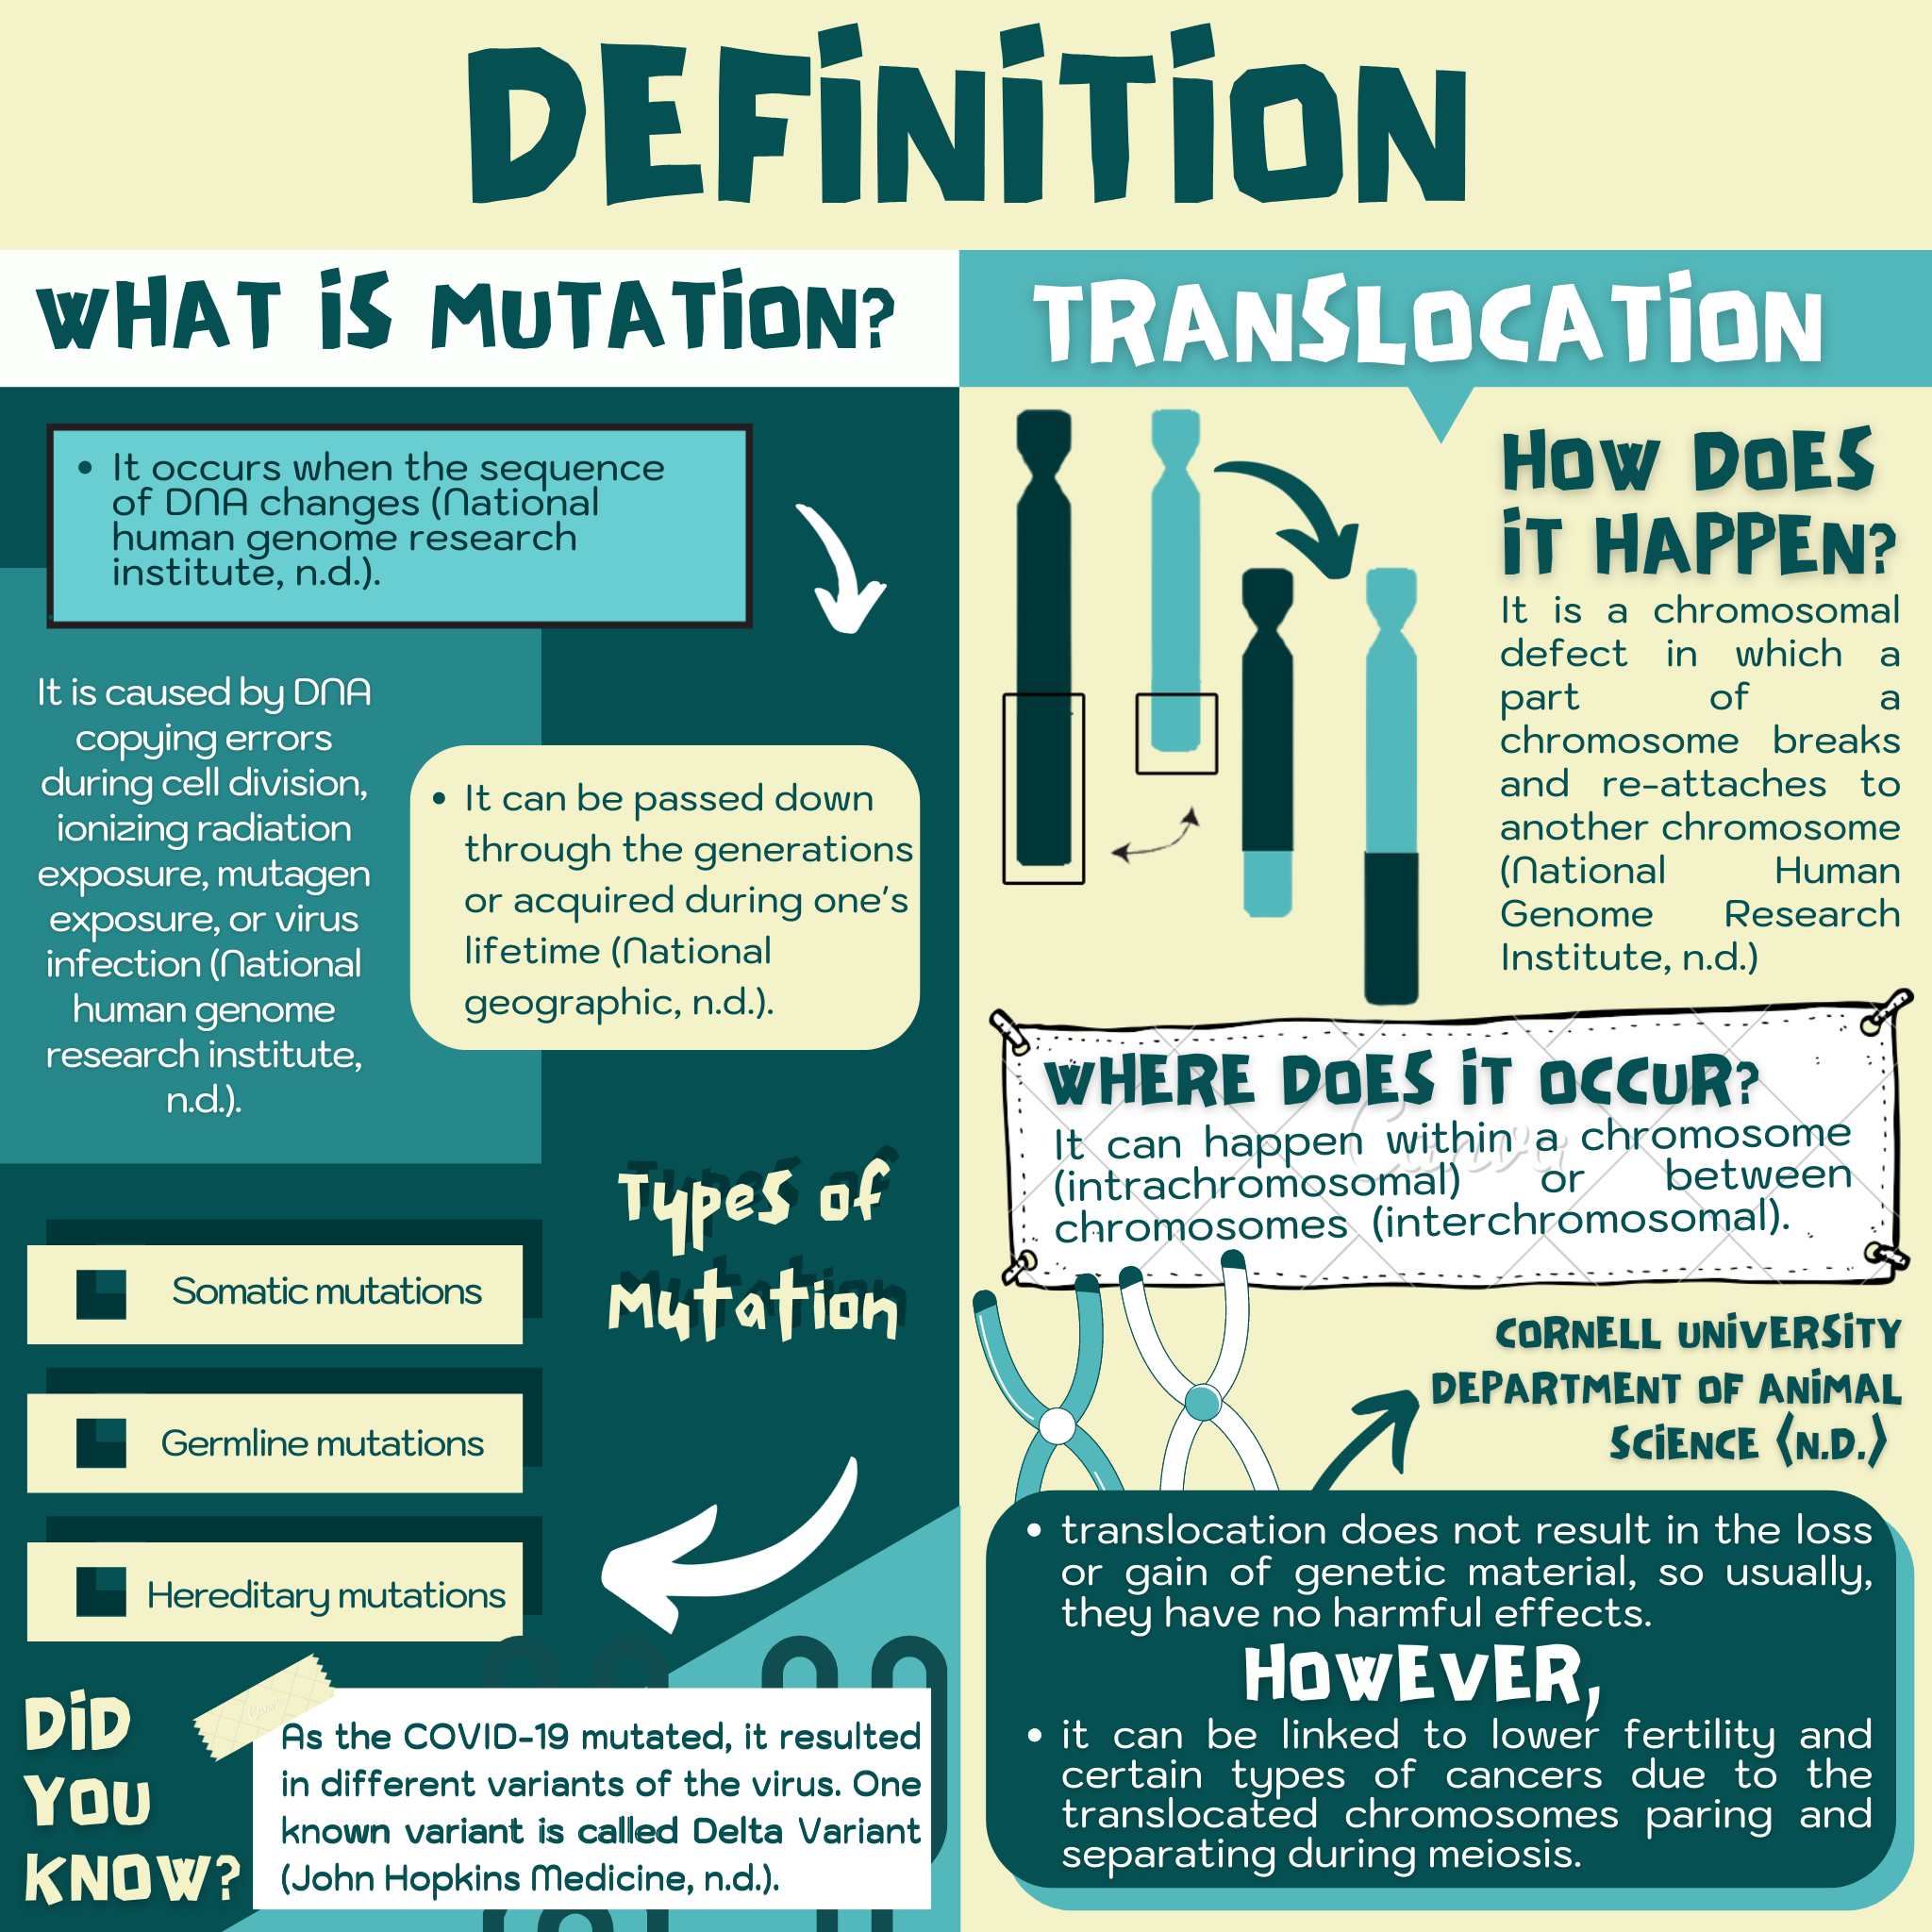 DEFINITION
WHAT IS MUTATION?
• It occurs when the sequence
of DNA changes (National
human genome research
institute, n.d.).
It is caused by DNA
copying errors
during cell division,
ionizing radiation
exposure, mutagen
exposure, or virus
infection (National
human genome
research institute,
n.d.).
• It can be passed down
through the generations
or acquired during one's
lifetime (National
geographic, n.d.).
Types of
Mutation
Somatic mutations
Germline mutations
Hereditary mutations
DID
YOU
KNOW?
As the COVID-19 mutated, it resulted
in different variants of the virus. One
known variant is called Delta Variant
(John Hopkins Medicine, n.d.).
TRANSLOCATION
HOW DOES
IT HAPPEN?
It is a chromosomal
defect in which a
part of a
chromosome breaks
and re-attaches to
another chromosome
(National Human
Genome Research
Institute, n.d.)
WHERE DOES IT OCCUR?
It can happen within a chromosome
(intrachromosomal) or between
chromosomes (interchromosomal).
Canva
CORNELL UNIVERSITY
DEPARTMENT OF ANIMAL
SCIENCE (N.D.)
• translocation does not result in the loss
or gain of genetic material, so usually,
they have no harmful effects.
HOWEVER,
• it can be linked to lower fertility and
certain types of cancers due to the
translocated chromosomes paring and
separating during meiosis.
Canva